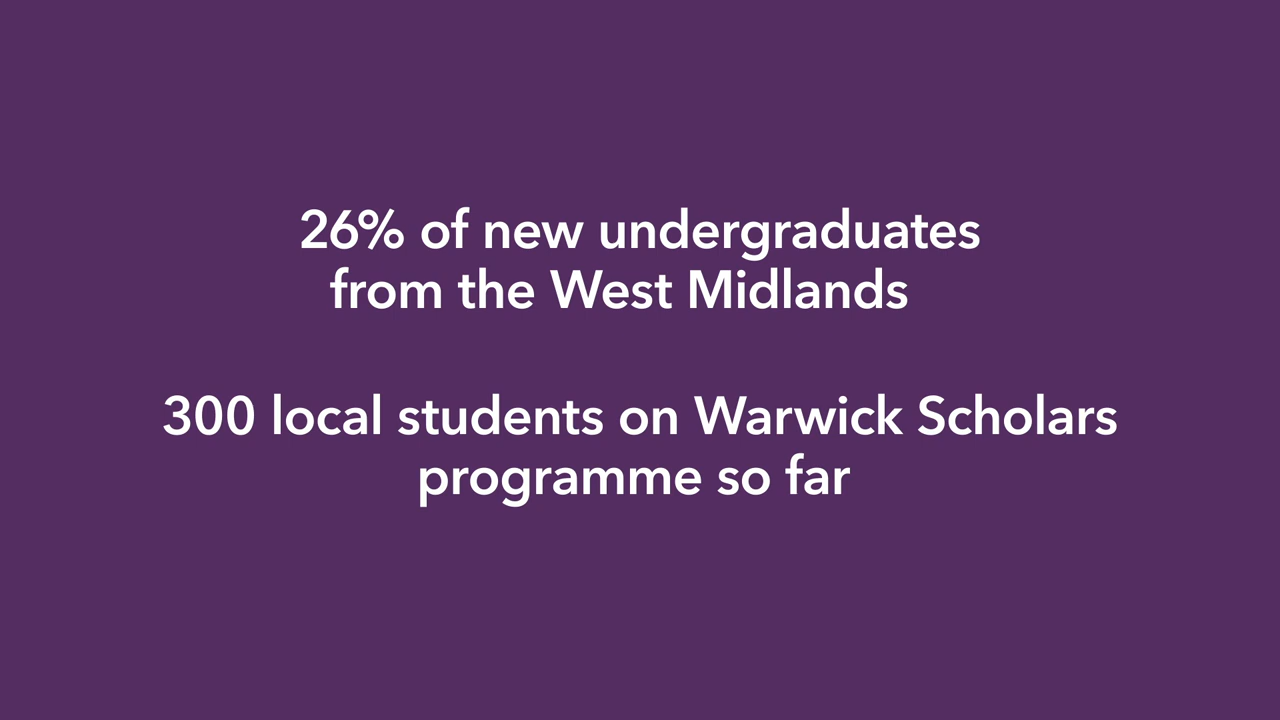 26% of new undergraduates
from the West Midlands
300 local students on Warwick Scholars
programme so far